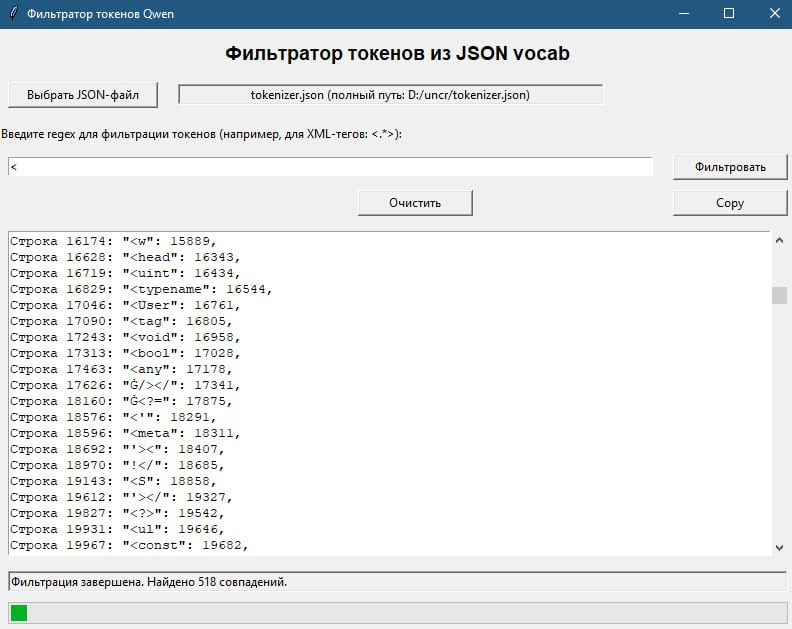 Фильтратор токенов Qwen
Фильтратор токенов из JSON vocab
Выбрать JSON-файл
tokenizer.json (полный путь: D:/uncr/tokenizer.json)
Введите regex для фильтрации токенов (например, для XML-тегов: <.*>):
<
Фильтровать
Очистить
Copy
Строка 16174: "<w": 15889,
Строка 16628: "<head": 16343,
Строка 16719: "<uint": 16434,
Строка 16829: "<typename": 16544,
Строка 17046: "<User": 16761,
Строка 17090: "<tag": 16805,
Строка 17243: "<void": 16958,
Строка 17313: "<bool": 17028,
Строка 17463: "<any": 17178,
Строка 17626: "Ġ/></": 17341,
Строка 18160: "Ġ<?=": 17875,
Строка 18576: "<'": 18291,
Строка 18596: "<meta": 18311,
Строка 18692: "'><": 18407,
Строка 18970: "!</": 18685,
Строка 19143: "<S": 18858,
Строка 19612: "'></": 19327,
Строка 19827: "<?>": 19542,
Строка 19931: "<ul": 19646,
Строка 19967: "<const": 19682,
Фильтрация завершена. Найдено 518 совпадений.